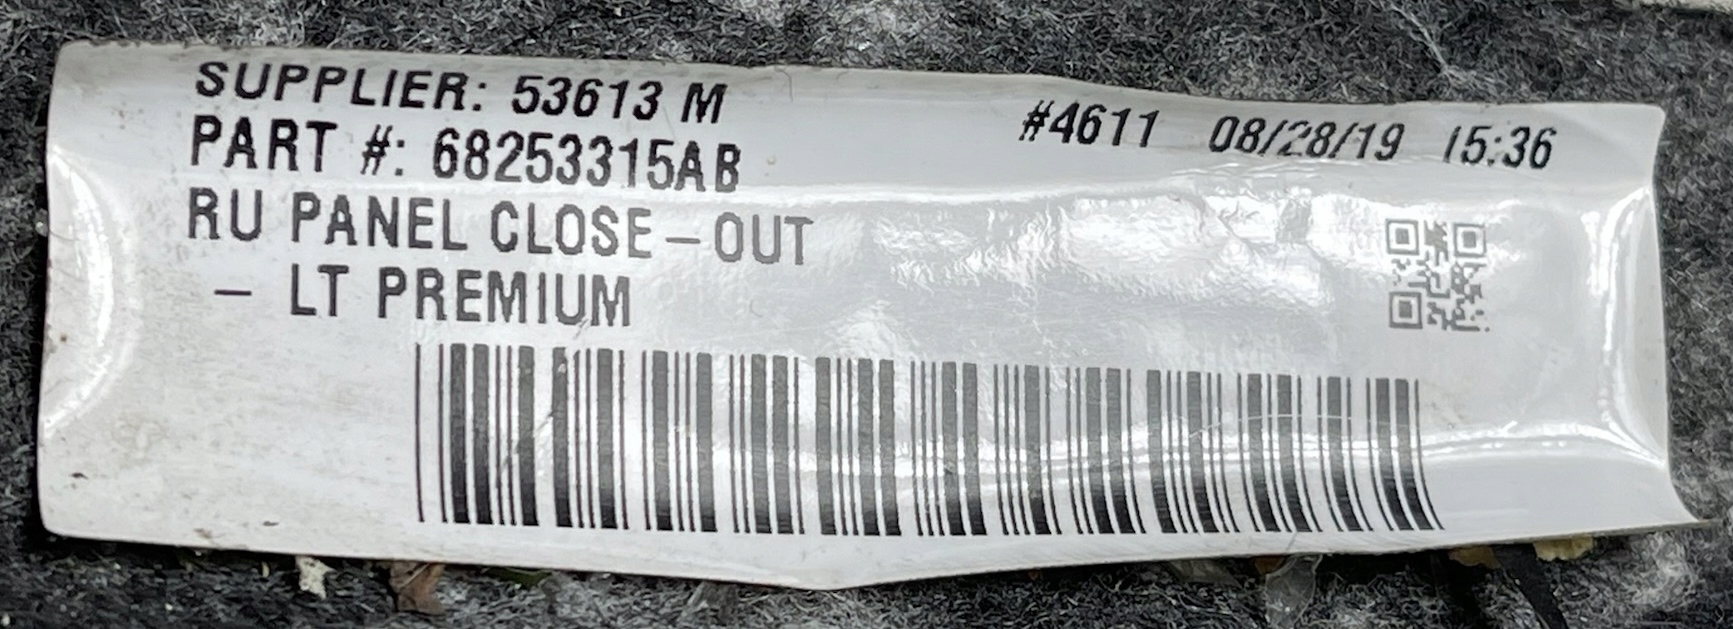 SUPPLIER: 53613 M
PART #: 68253315AB
RU PANEL CLOSE-OUT
- LT PREMIUM
#4611 08/28/19 15:36